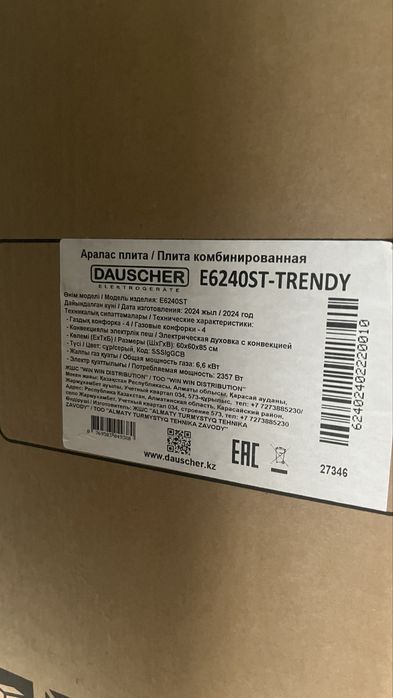 Аралас плита / Плита комбинированная
DAUSCHER E6240ST-TRENDY
ELEKTROGERÄTE
Өнім моделі / Модель изделия: E6240ST
Дайындалған күні / Дата изготовления: 2024 жыл / 2024 год
Техникалық сипаттамалары / Технические характеристики:
- Газдық конфорка - 4 / Газовые конфорки - 4
- Конвекциялы электрлік пеш / Электрическая духовка с конвекцией
- Көлемі (ЕхТхБ) / Размеры (ШхГхВ): 60х60х85 см
- Түсі / Цвет: сұр/серый, Код: SSSIgGCB
- Жалпы газ қуаты / Общая мощность газа: 6,6 кВт
- Электр қуаттылығы / Потребляемая мощность: 2357 Вт
ЖШС "WIN WIN DISTRIBUTION" / ТОО "WIN WIN DISTRIBUTION"
Мекен жайы: Қазақстан Республикасы, Алматы облысы, Қарасай ауданы,
Жармухамбет ауылы, Учетный квартал 034, 573-құрылыс, тел: +7 7273885230/
Адрес: Республика Казахстан, Алматинская область, Карасайский район,
село Жармухамбет, Учетный квартал 034, строение 573, тел: +7 7273885230
Өндіруші / Изготовитель: ЖШС "ALMATY TURMYSTYQ TEHNIKA
ZAVODY" / ТОО "ALMATY TURMYSTYQ TEHNIKA ZAVODY"
www.dauscher.kz
EAC
27346
624024022220010